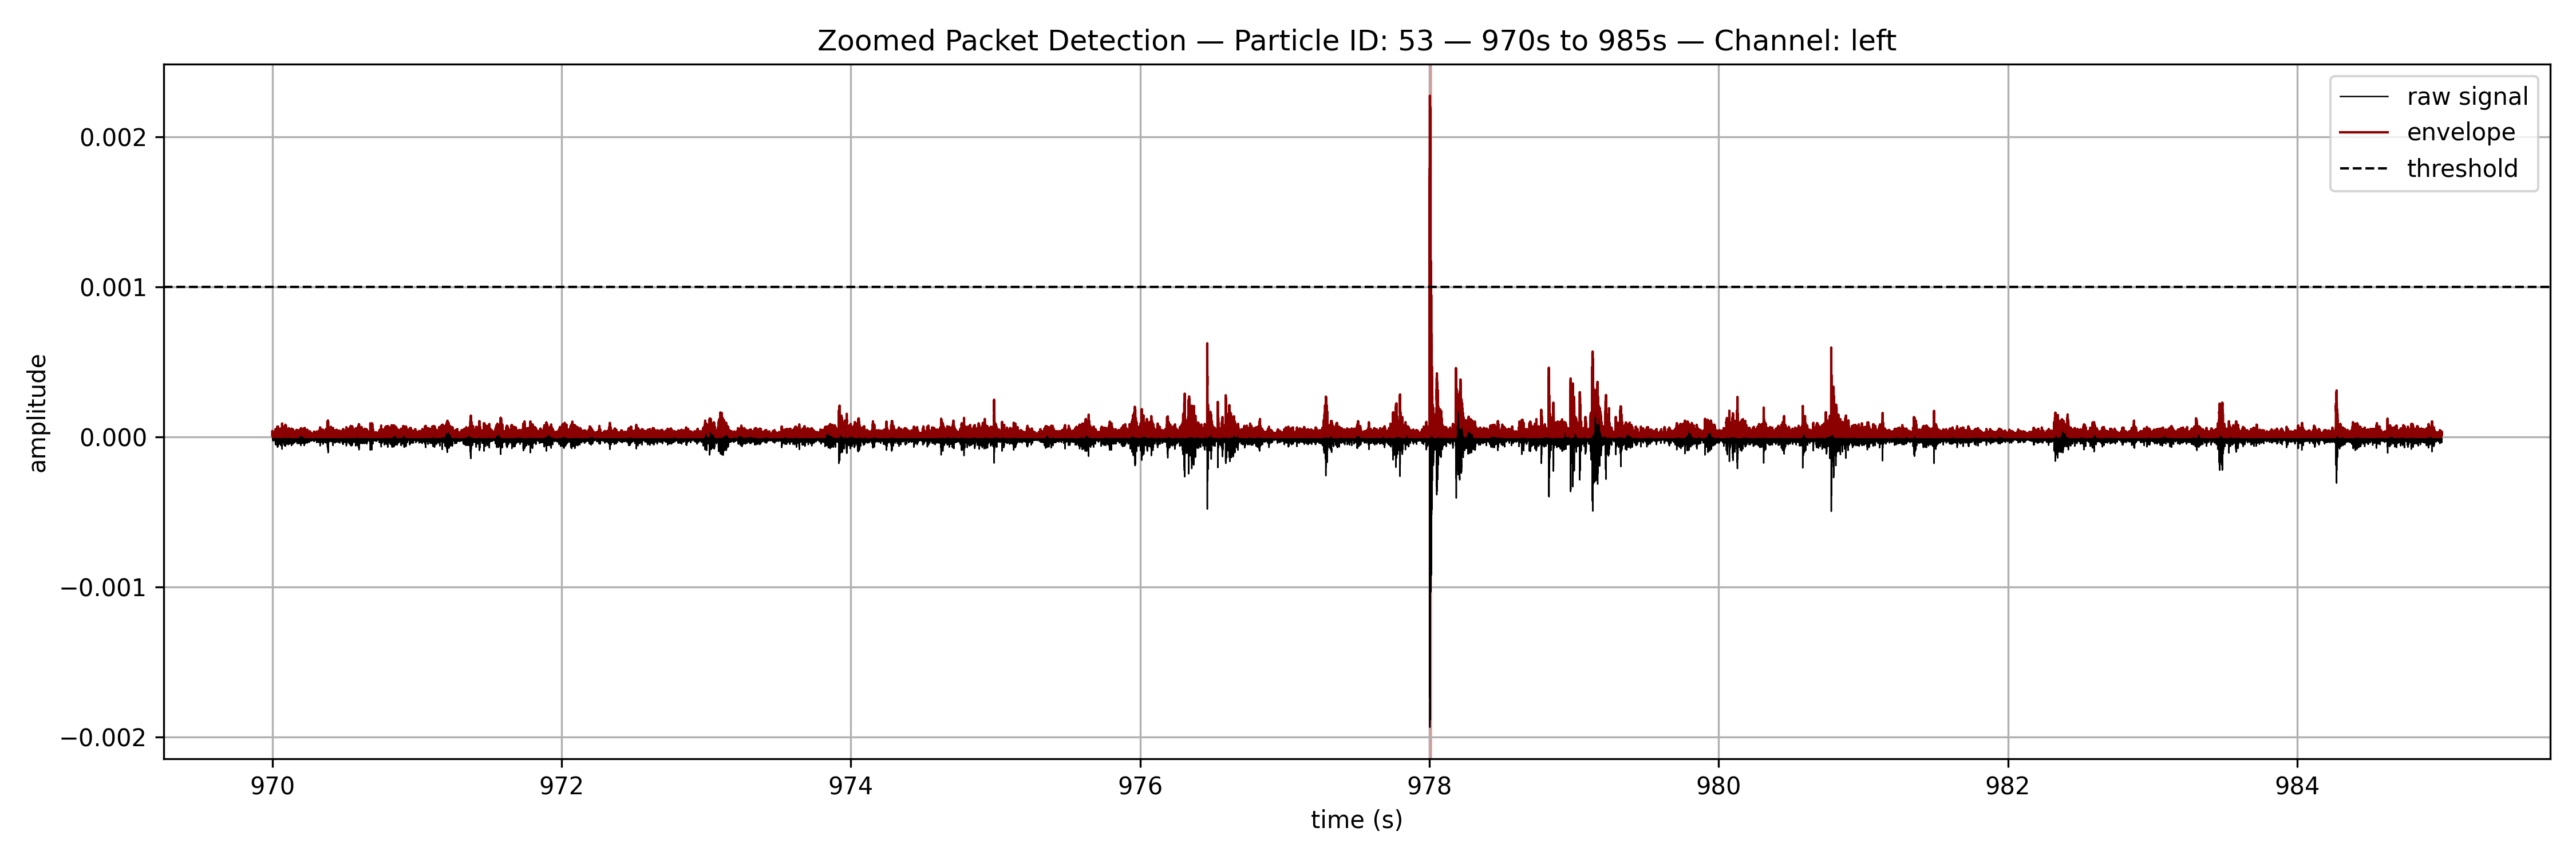 Zoomed Packet Detection — Particle ID: 53 — 970s to 985s — Channel: left
raw signal
envelope
threshold
amplitude
0.002
0.001
0.000
−0.001
−0.002
970 972 974 976 978 980 982 984
time (s)